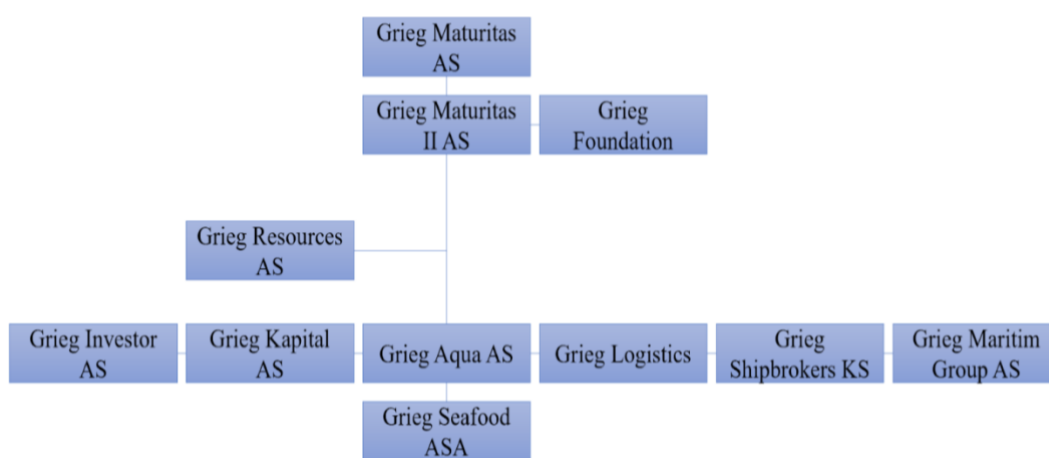 Grieg Maturitas
AS
Grieg Maturitas
II AS
Grieg
Foundation
Grieg Resources
AS
Grieg Investor
AS
Grieg Kapital
AS
Grieg Aqua AS
Grieg Logistics
Grieg
Shipbrokers KS
Grieg Maritim
Group AS
Grieg Seafood
ASA